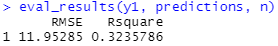 > eval_results(y1, predictions, n)
RMSE Rsquare
1 11.95285 0.3235786